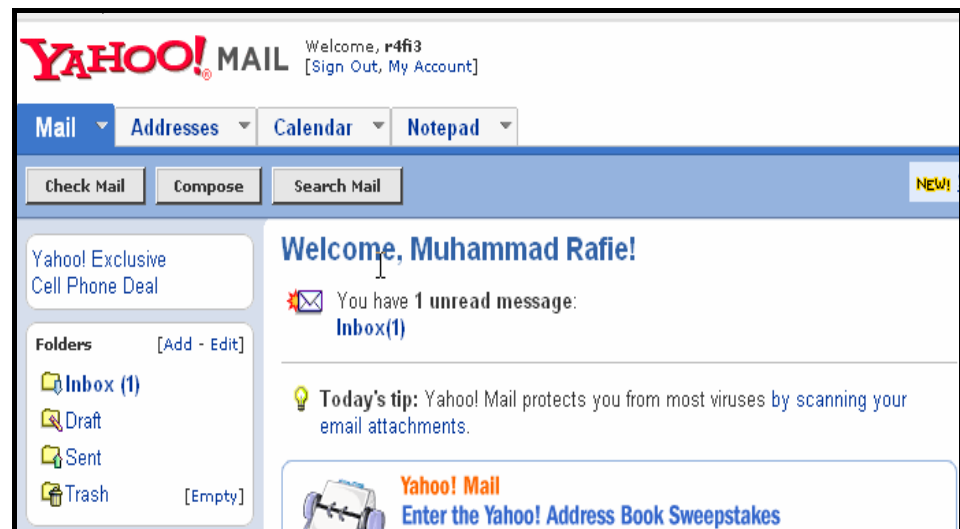 YAHOO!® MAIL
Welcome, r4fi3
[Sign Out, My Account]
Mail Addresses Calendar Notepad
Check Mail Compose Search Mail NEW!
Yahoo! Exclusive
Cell Phone Deal
Folders [Add - Edit]
Inbox (1)
Draft
Sent
Trash [Empty]
Welcome, Muhammad Rafie!
You have 1 unread message:
Inbox(1)
Today's tip: Yahoo! Mail protects you from most viruses by scanning your
email attachments.
Yahoo! Mail
Enter the Yahoo! Address Book Sweepstakes